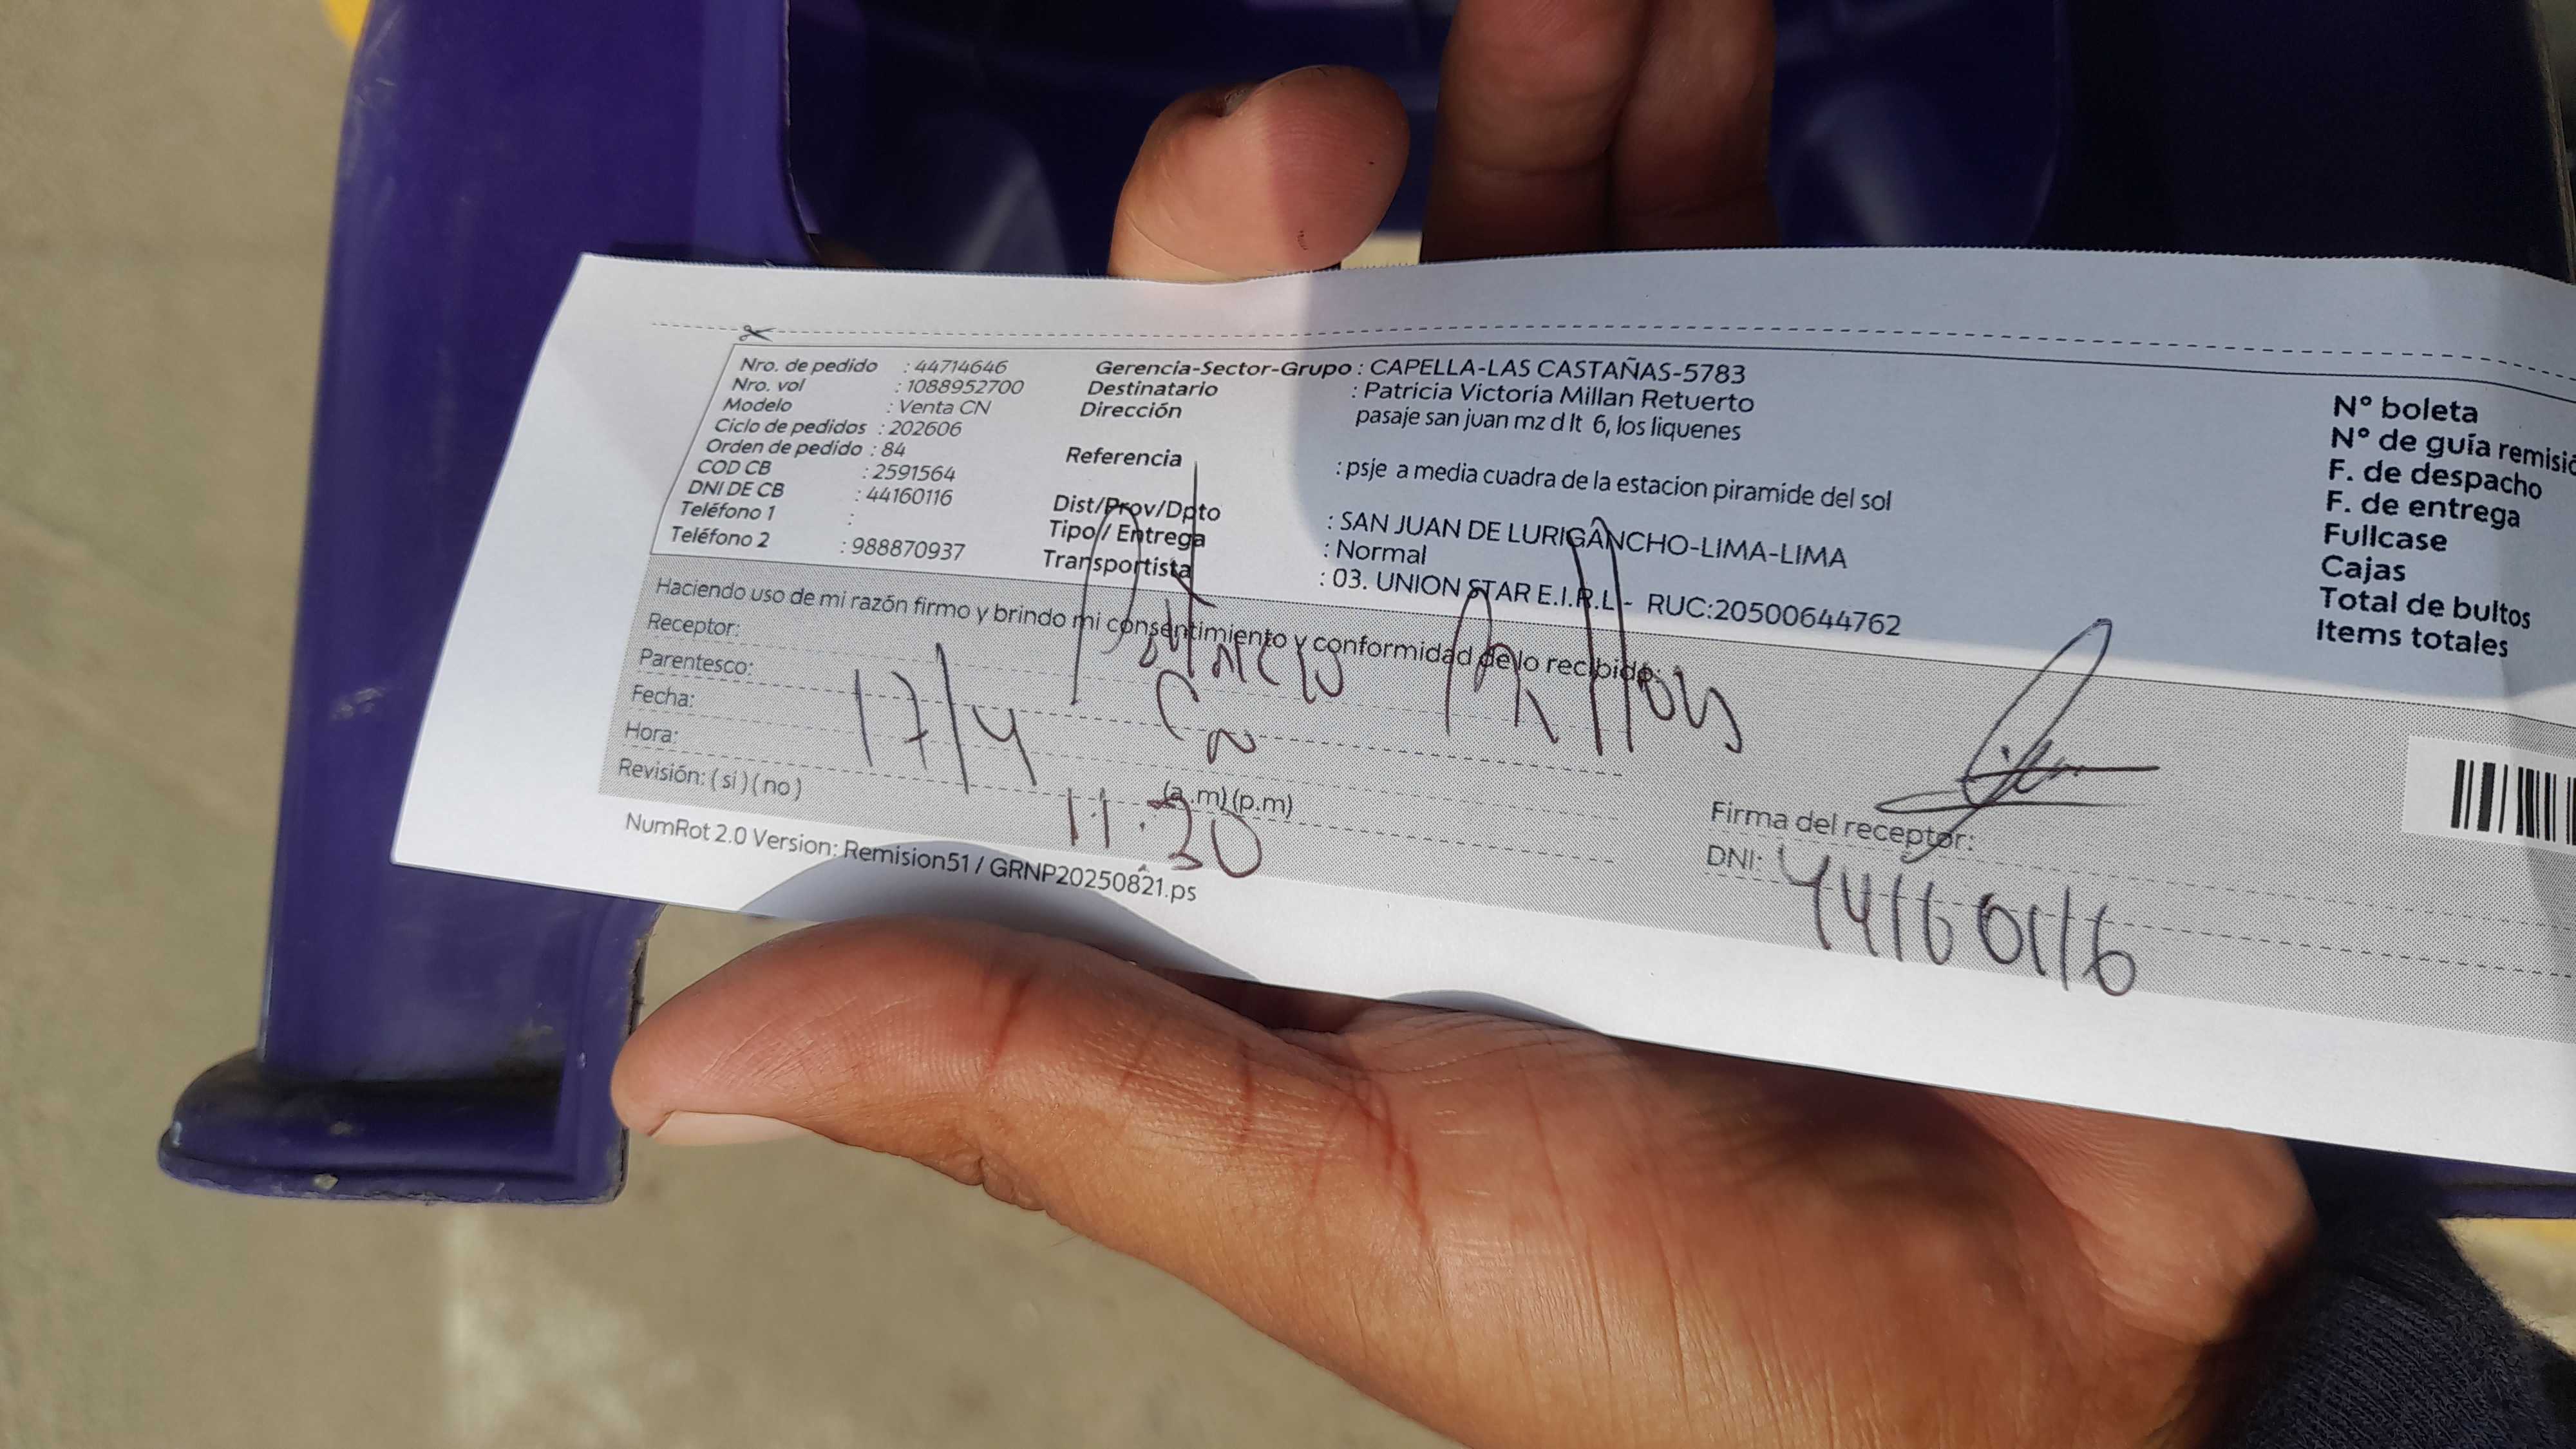 Nro. de pedido : 44714646
Nro. vol : 1088952700
Modelo : Venta CN
Ciclo de pedidos : 202606
Orden de pedido : 84
COD CB : 2591564
DNI DE CB : 44160116
Teléfono 1 :
Teléfono 2 : 988870937
Gerencia-Sector-Grupo : CAPELLA-LAS CASTAÑAS-5783
Destinatario : Patricia Victoria Millan Retuerto
Dirección pasaje san juan mz d lt 6, los liquenes
Referencia : psje a media cuadra de la estacion piramide del sol
Dist/Prov/Dpto : SAN JUAN DE LURIGANCHO-LIMA-LIMA
Tipo / Entrega : Normal
Transportista : 03. UNION STAR E.I.R.L - RUC:20500644762
N° boleta
N° de guía
F. de despacho
F. de entrega
Fullcase
Cajas
Total de bultos
Items totales
Haciendo uso de mi razón firmo y brindo mi consentimiento y conformidad de lo recibido:
Receptor:
Parentesco: CN
Fecha: 17/4
Hora: 11:30 (a.m) (p.m)
Revisión: ( si ) ( no )
Firma del receptor:
DNI: 44160116
NumRot 2.0 Version: Remision51 / GRNP20250821.ps